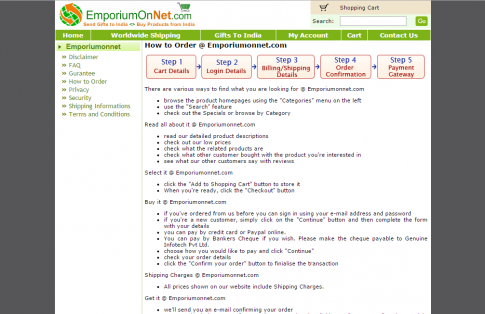 EmporiumOnNet.com
Send Gifts to India <> Buy Products from India
Shopping Cart
Search: Go
Home Worldwide Shipping Gifts To India My Account Cart Contact Us
Emporiumonnet
Disclaimer
FAQ
Gurantee
How to Order
Privacy
Security
Shipping Informations
Terms and Conditions
How to Order @ Emporiumonnet.com
Step 1 Cart Details
Step 2 Login Details
Step 3 Billing/Shipping Details
Step 4 Order Confirmation
Step 5 Payment Gateway
There are various ways to find what you are looking for @ Emporiumonnet.com
browse the product homepages using the "Categories" menu on the left
use the "Search" feature
check out the Specials or browse by Category
Read all about it @ Emporiumonnet.com
read our detailed product descriptions
check out our low prices
check what the related products are
check what other customer bought with the product you're interested in
see what our other customers say with reviews
Select it @ Emporiumonnet.com
click the "Add to Shopping Cart" button to store it
When you're ready, click the "Checkout" button
Buy it @ Emporiumonnet.com
if you've ordered from us before you can sign in using your e-mail address and password
if you're a new customer, simply click on the "Continue" button and then complete the form
with your details
you can pay by credit card or Paypal online.
You can pay by Bankers Cheque if you wish. Please make the cheque payable to Genuine
Infotech Pvt Ltd.
choose how you would like to pay and click "Continue"
check your order details
click the "Confirm your order" button to finialise the transaction
Shipping Charges @ Emporiumonnet.com
All prices shown on our website include Shipping Charges.
Get it @ Emporiumonnet.com
we'll send you an e-mail confirming your order